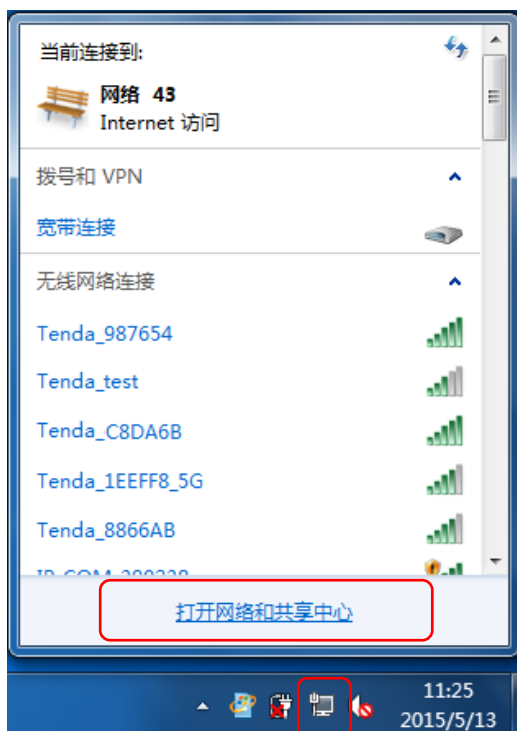 当前连接到:
网络 43
Internet 访问
拨号和 VPN
宽带连接
无线网络连接
Tenda_987654
Tenda_test
Tenda_C8DA6B
Tenda_1EEFF8_5G
Tenda_8866AB
打开网络和共享中心
11:25
2015/5/13